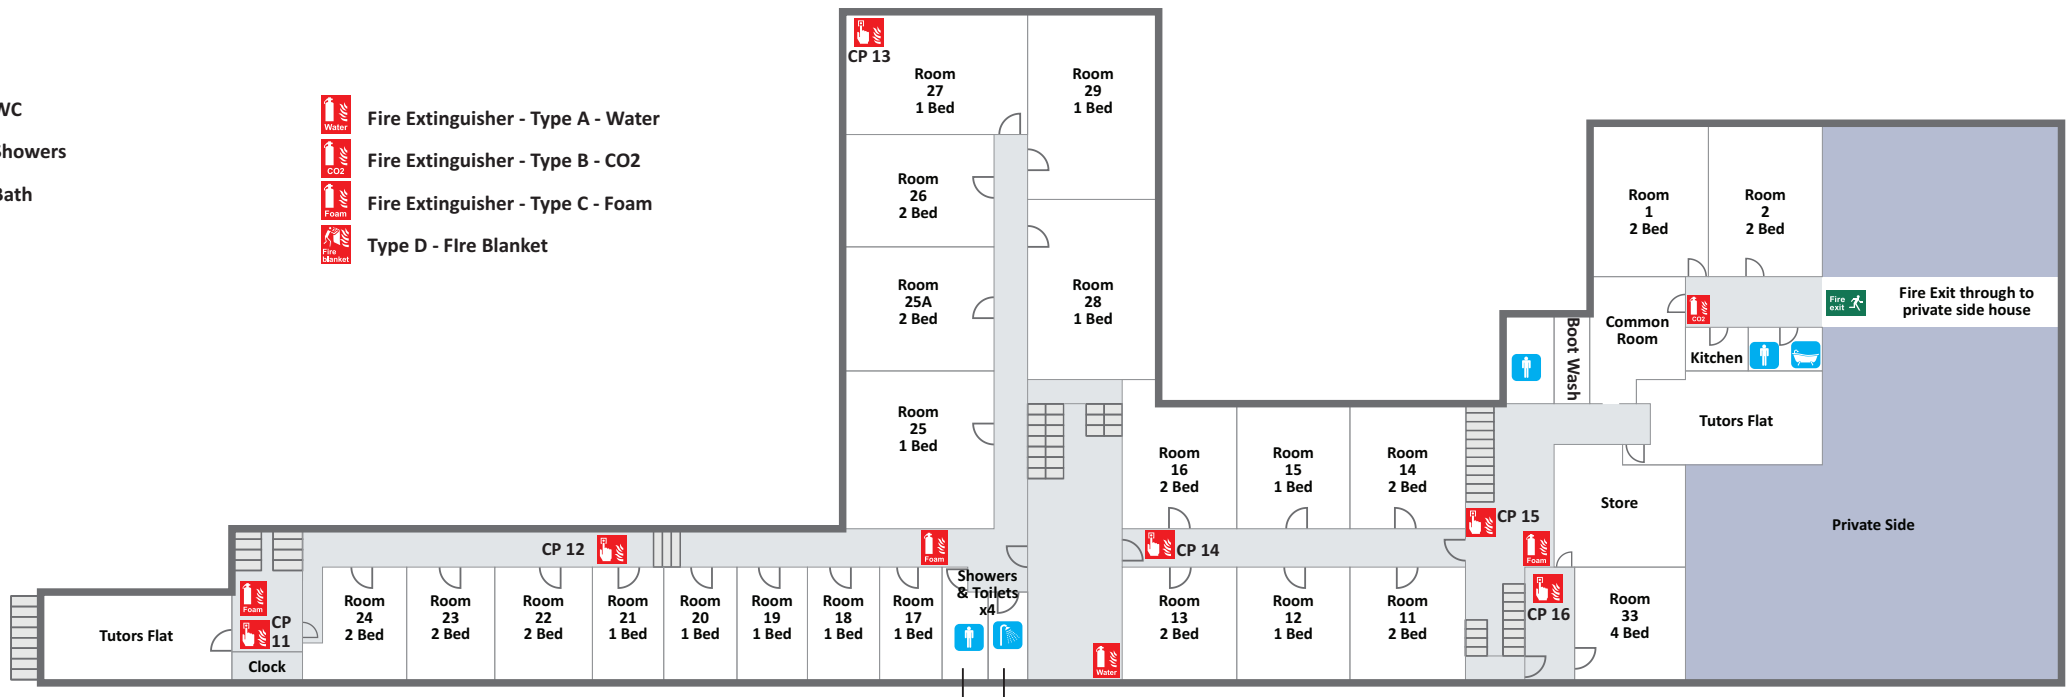 WC
Showers
Bath
Water
Fire Extinguisher - Type A - Water
CO2
Fire Extinguisher - Type B - CO2
Foam
Fire Extinguisher - Type C - Foam
Fire
blanket
Type D - FIre Blanket
CP 13
Room
27
1 Bed
Room
29
1 Bed
Room
26
2 Bed
Room
25A
2 Bed
Room
28
1 Bed
Room
25
1 Bed
Room
1
2 Bed
Room
2
2 Bed
Fire
exit
Fire Exit through to
private side house
CO2
Common
Room
Kitchen
Boot Wash
Tutors Flat
Room
16
2 Bed
Room
15
1 Bed
Room
14
2 Bed
Store
Private Side
CP 12
Foam
CP 14
CP 15
Foam
Tutors Flat
Foam
CP
11
Clock
Room
24
2 Bed
Room
23
2 Bed
Room
22
2 Bed
Room
21
1 Bed
Room
20
1 Bed
Room
19
1 Bed
Room
18
1 Bed
Room
17
1 Bed
Showers
& Toilets
x4
Water
Room
13
2 Bed
Room
12
1 Bed
Room
11
2 Bed
CP 16
Room
33
4 Bed